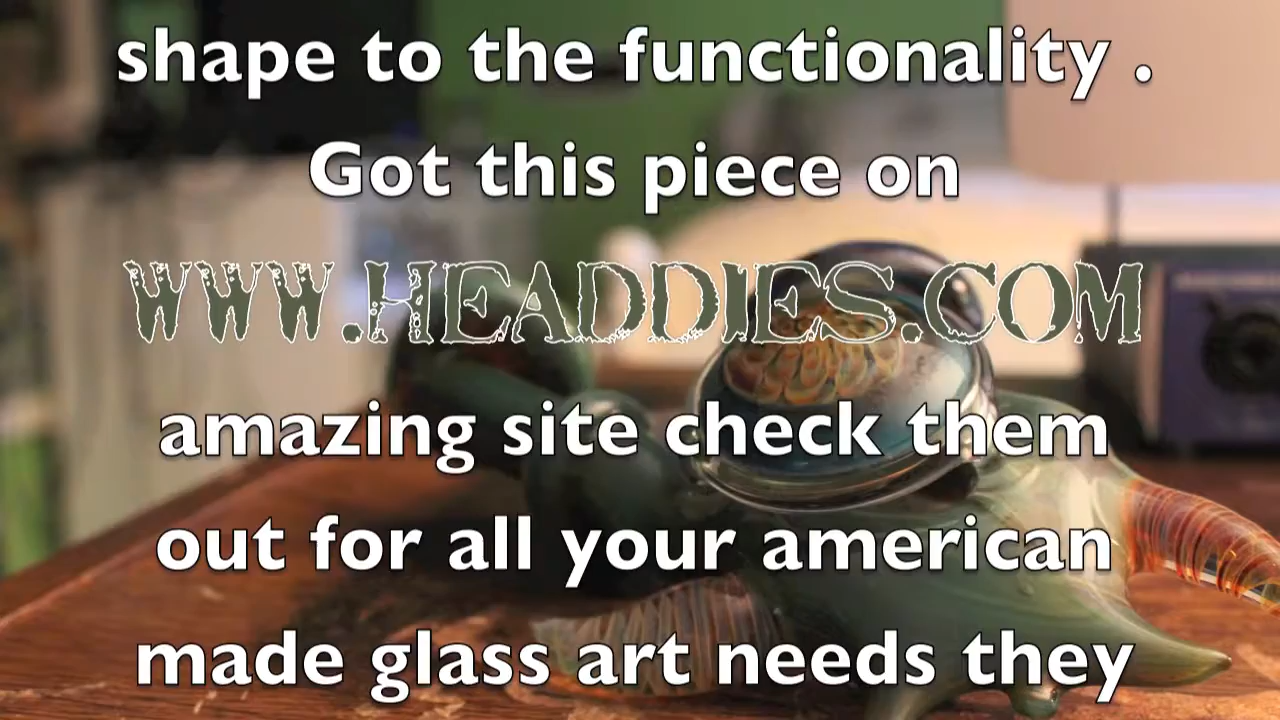 shape to the functionality .
Got this piece on
WWW.HEADDIES.COM
amazing site check them
out for all your american
made glass art needs they